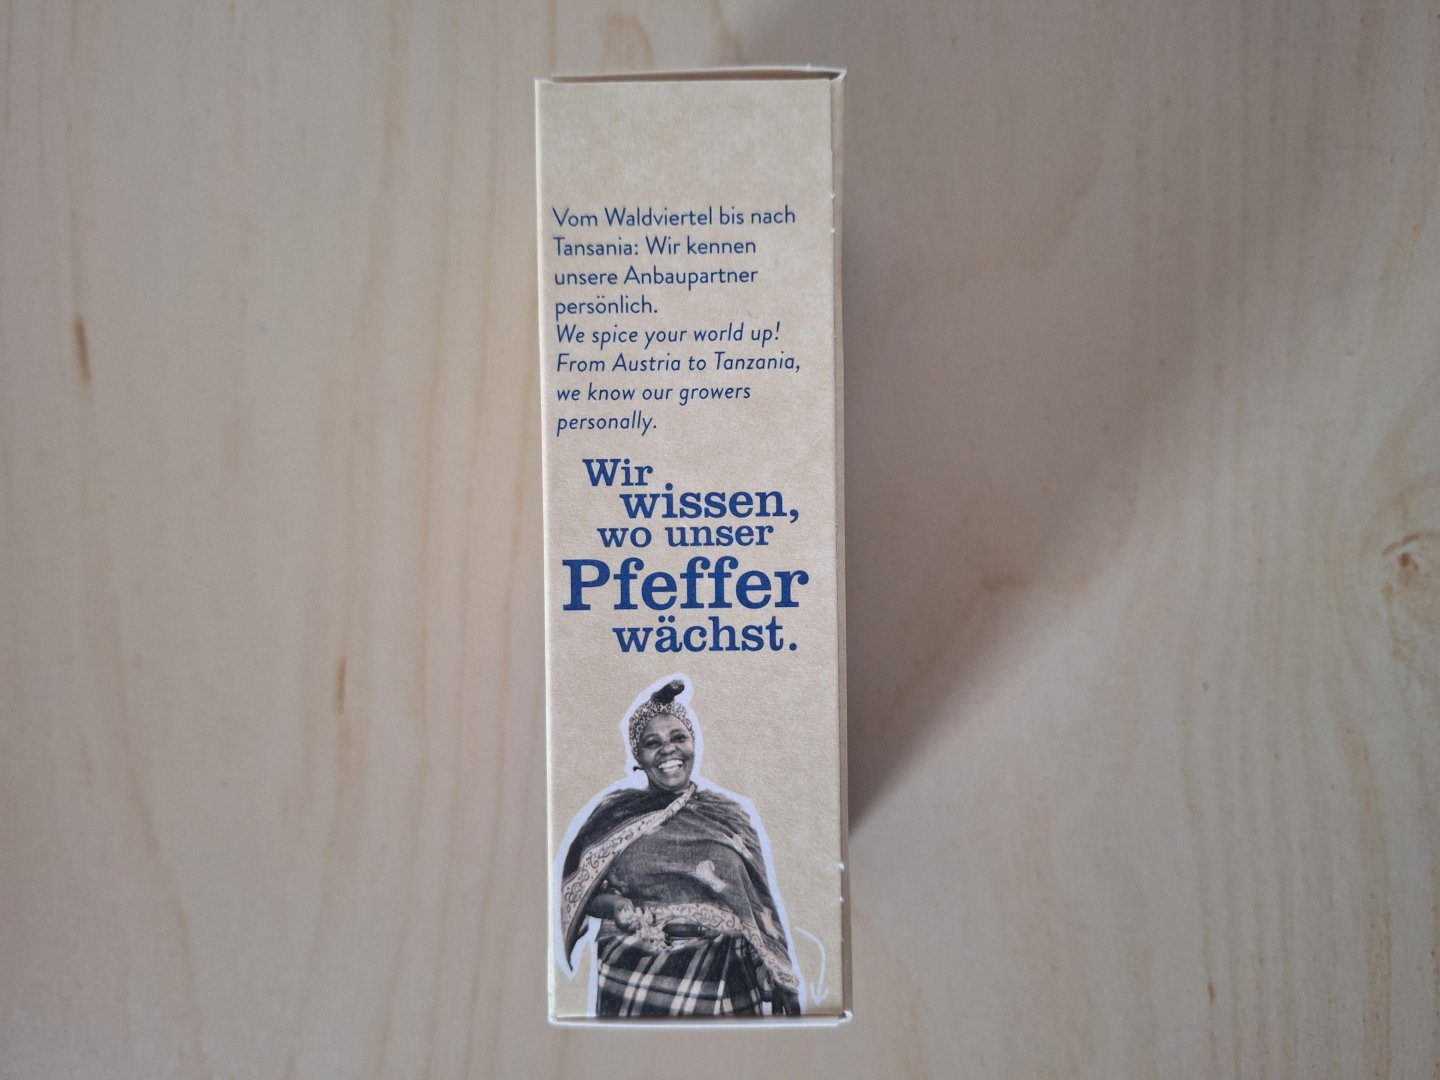 Vom Waldviertel bis nach
Tansania: Wir kennen
unsere Anbaupartner
persönlich.
We spice your world up!
From Austria to Tanzania,
we know our growers
personally.
Wir
wissen,
wo unser
Pfeffer
wächst.